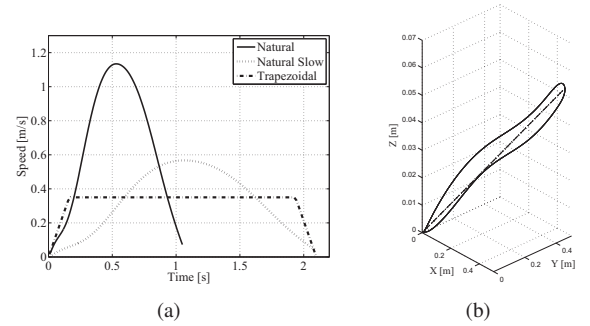 1.2
1
0.8
0.6
0.4
0.2
0
0
0.5
1
1.5
2
Speed [m/s]
Time [s]
Natural
Natural Slow
Trapezoidal
(a)
0.07
0.06
0.05
0.04
0.03
0.02
0.01
0
Z [m]
0.2
0.4
X [m]
0
0.2
0.4
Y [m]
(b)